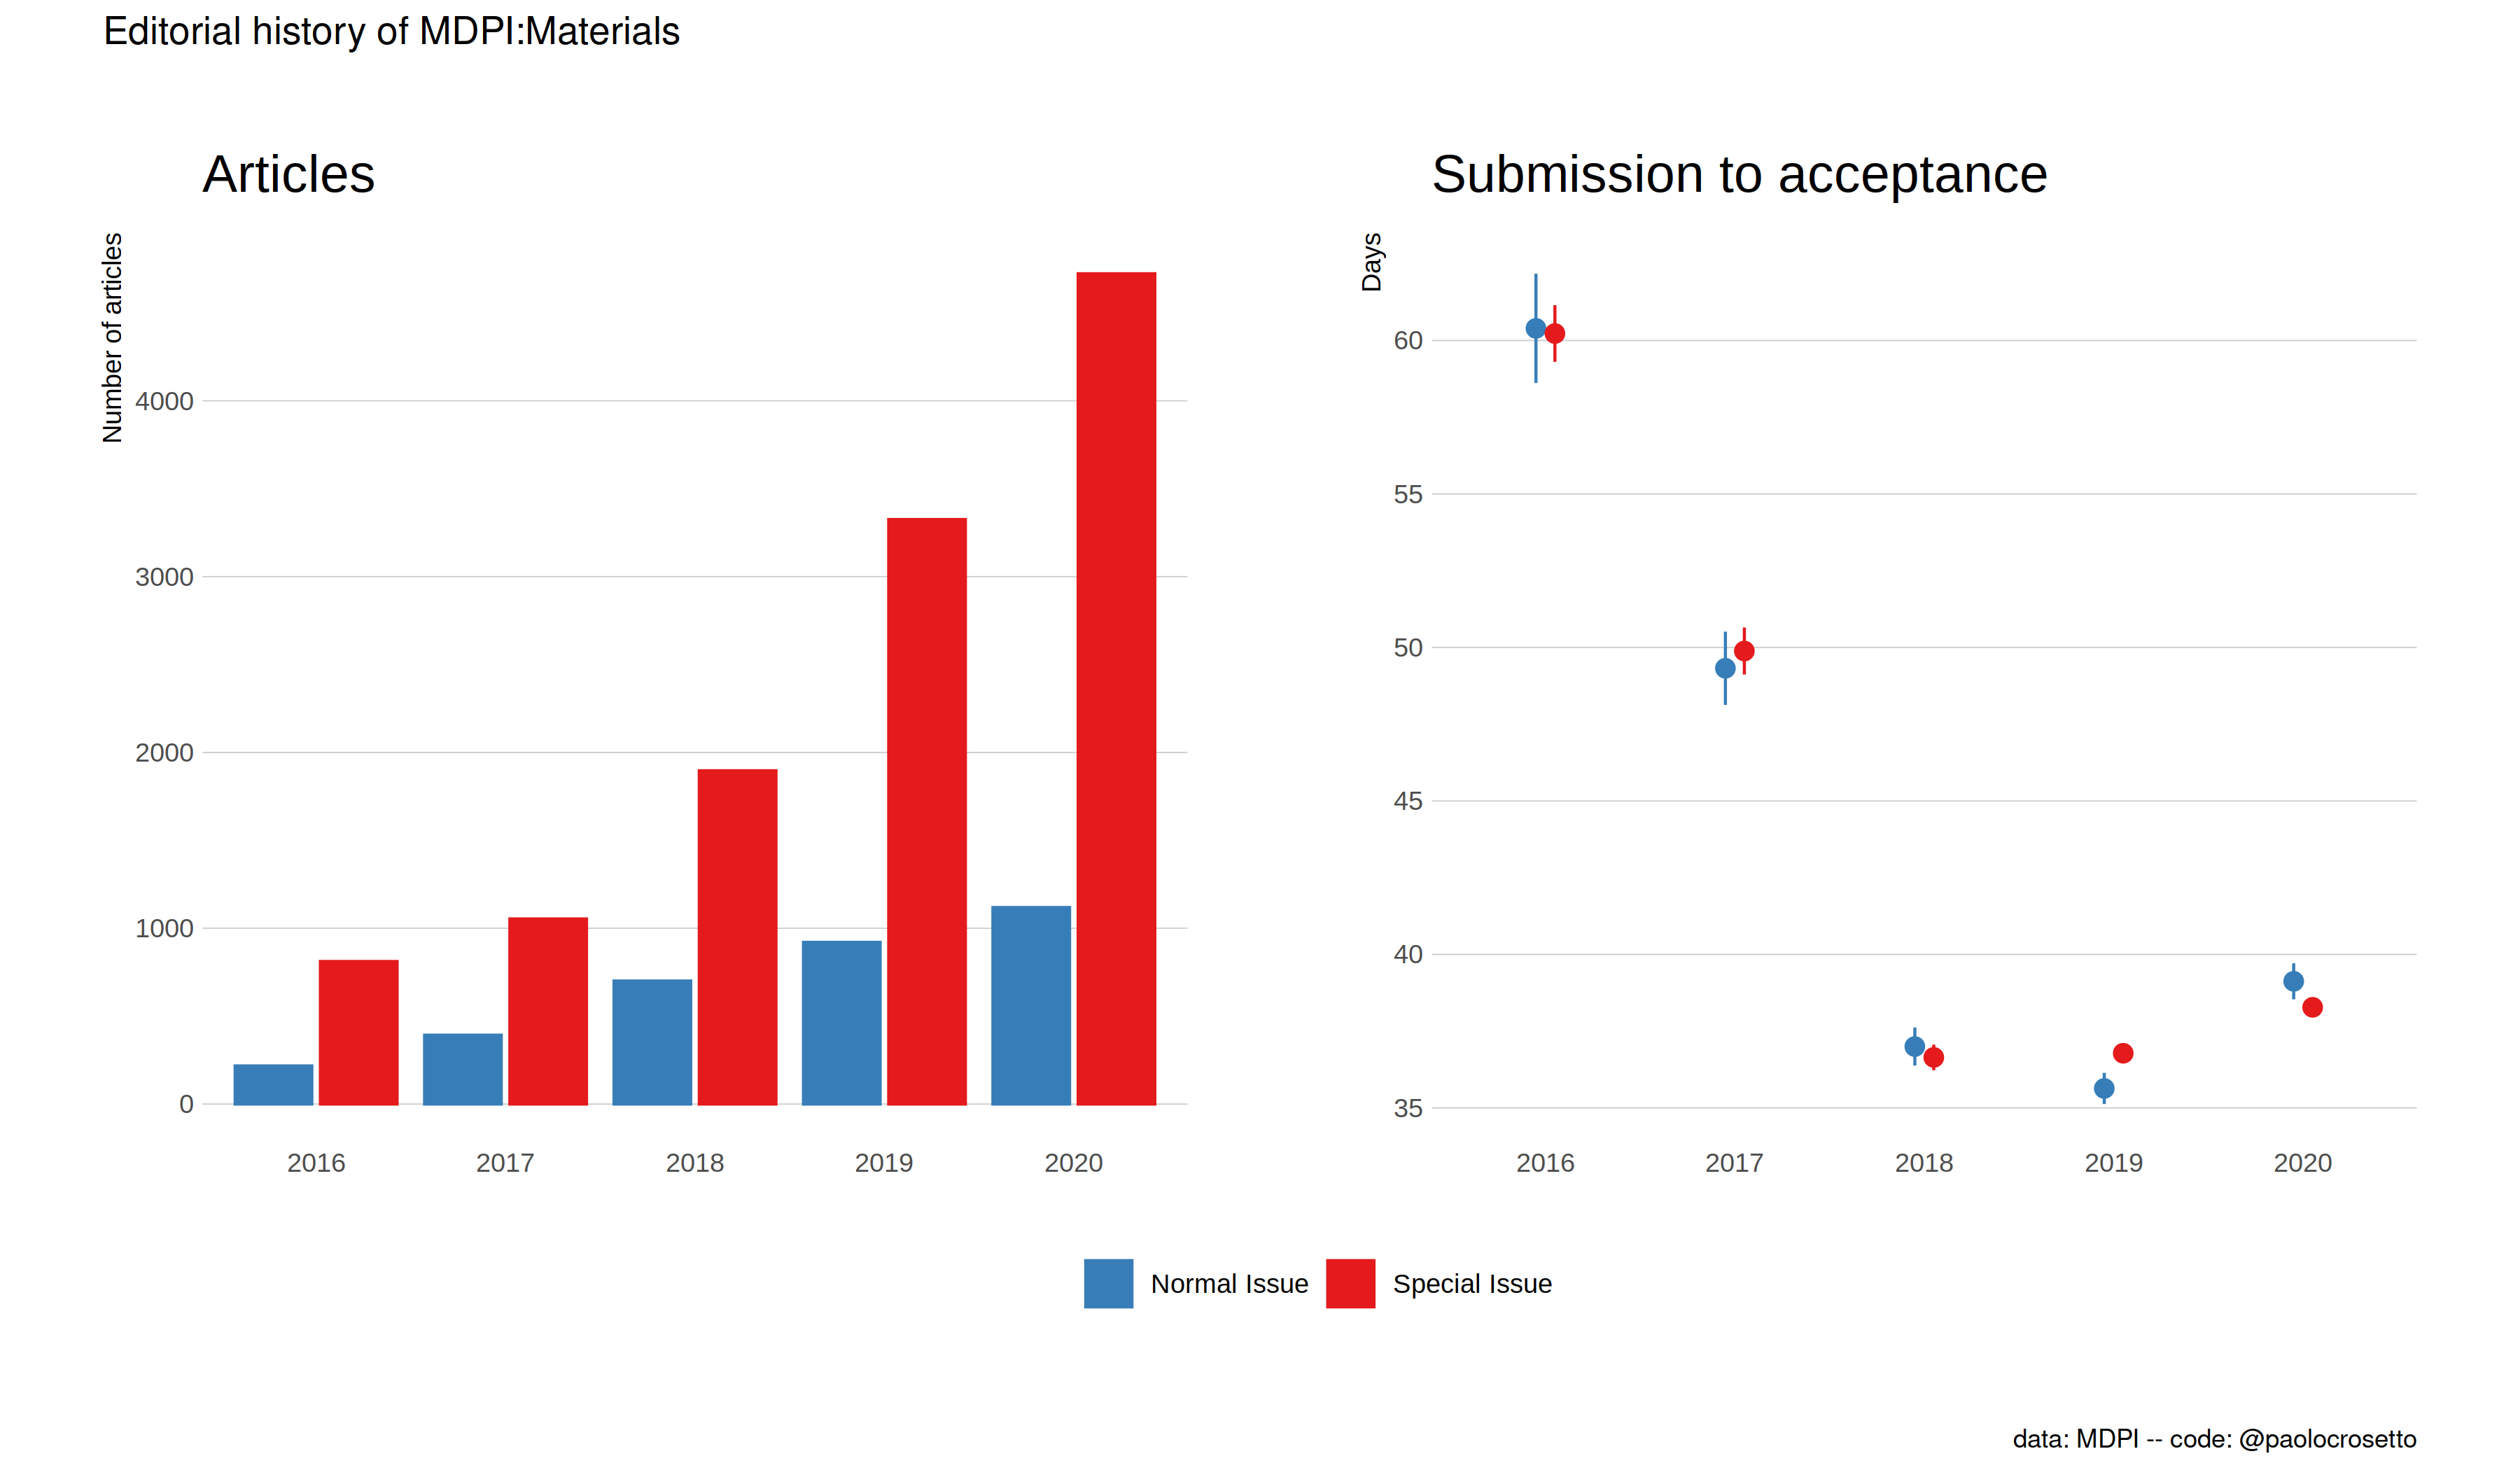 Editorial history of MDPI:Materials
Articles
Number of articles
4000
3000
2000
1000
0
2016 2017 2018 2019 2020
Submission to acceptance
Days
60
55
50
45
40
35
2016 2017 2018 2019 2020
Normal Issue Special Issue
data: MDPI -- code: @paolocrosetto